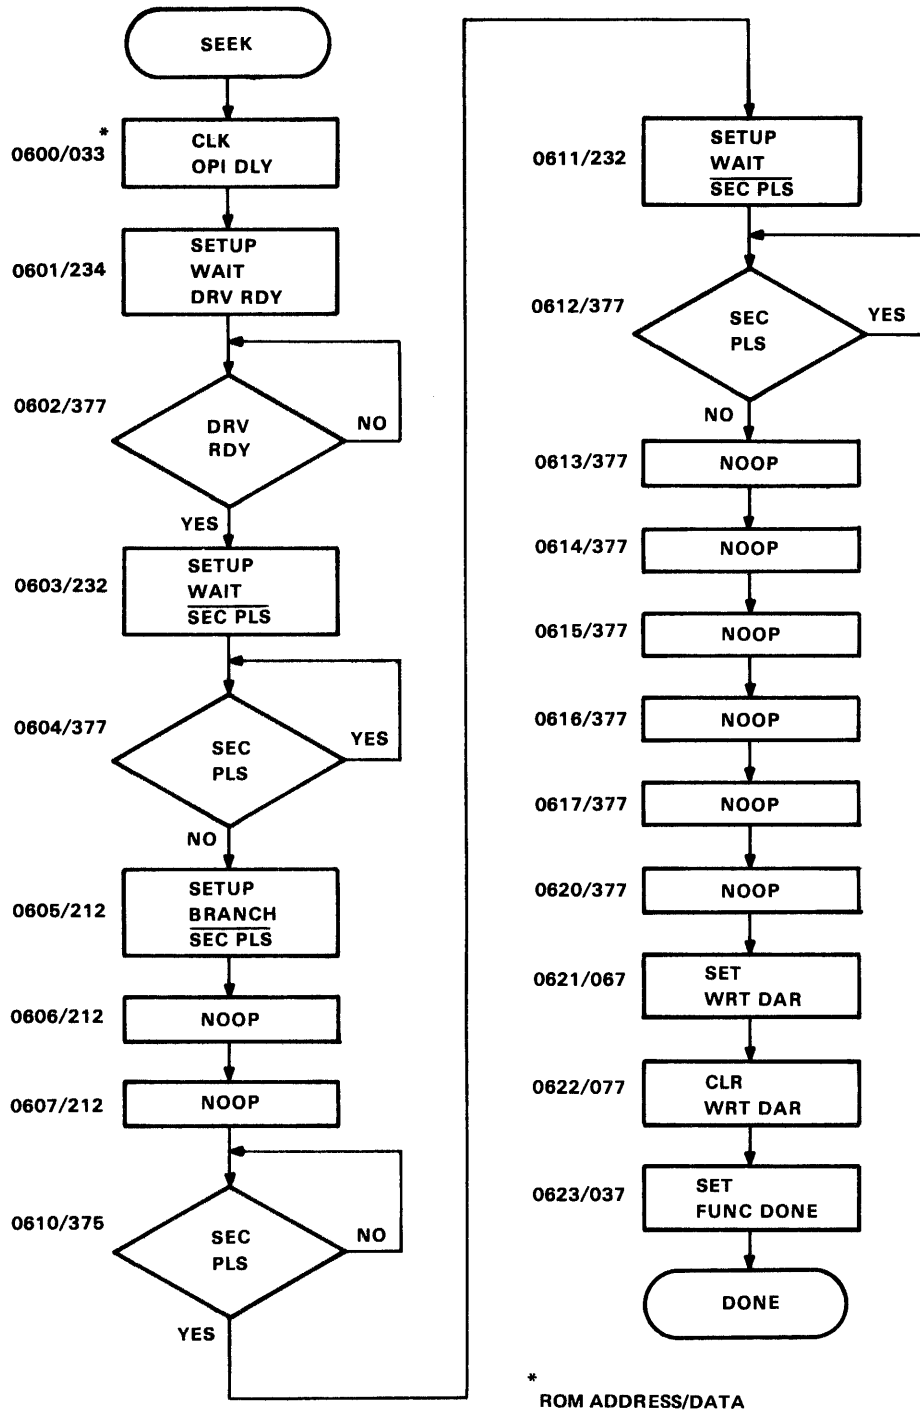 SEEK
*
0600/033
CLK
OPI DLY
0601/234
SETUP
WAIT
DRV RDY
0602/377
DRV
RDY
NO
YES
0603/232
SETUP
WAIT
SEC PLS
0604/377
SEC
PLS
YES
NO
0605/212
SETUP
BRANCH
SEC PLS
0606/212
NOOP
0607/212
NOOP
0610/375
SEC
PLS
NO
YES
0611/232
SETUP
WAIT
SEC PLS
0612/377
SEC
PLS
YES
NO
0613/377
NOOP
0614/377
NOOP
0615/377
NOOP
0616/377
NOOP
0617/377
NOOP
0620/377
NOOP
0621/067
SET
WRT DAR
0622/077
CLR
WRT DAR
0623/037
SET
FUNC DONE
DONE
*
ROM ADDRESS/DATA